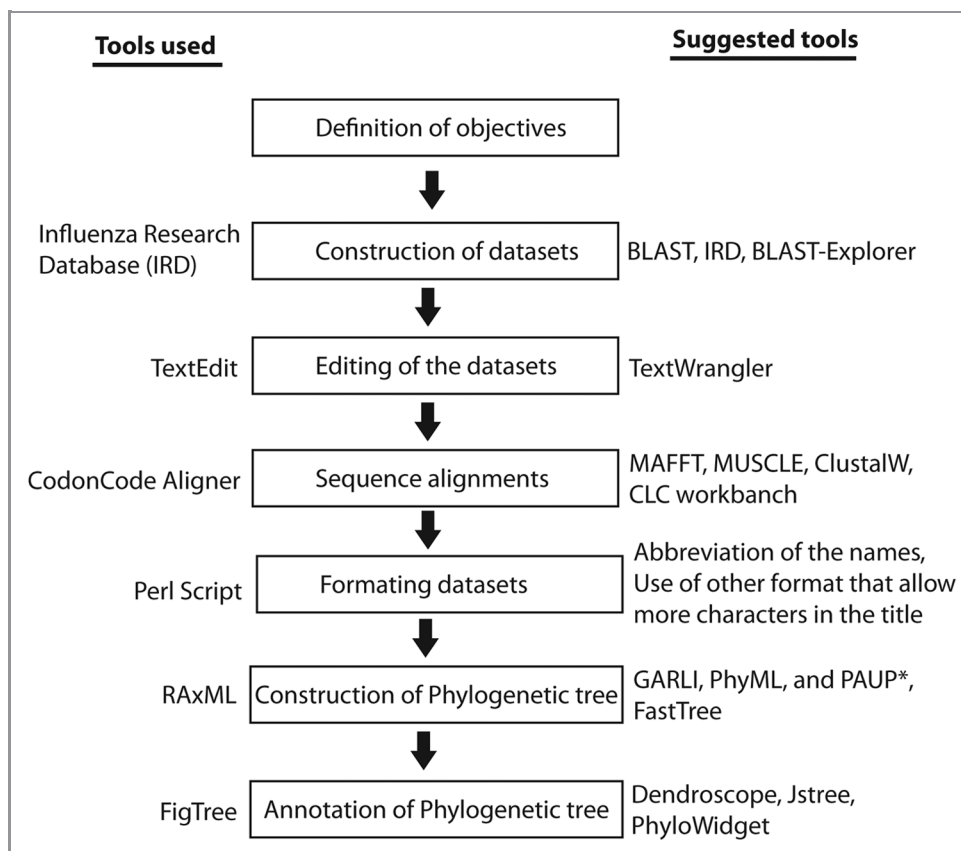 Tools used
Suggested tools
Definition of objectives
Influenza Research
Database (IRD)
Construction of datasets
BLAST, IRD, BLAST-Explorer
TextEdit
Editing of the datasets
TextWrangler
CodonCode Aligner
Sequence alignments
MAFFT, MUSCLE, ClustalW,
CLC workbanch
Perl Script
Formating datasets
Abbreviation of the names,
Use of other format that allow
more characters in the title
RAxML
Construction of Phylogenetic tree
GARLI, PhyML, and PAUP*,
FastTree
FigTree
Annotation of Phylogenetic tree
Dendroscope, Jstree,
PhyloWidget